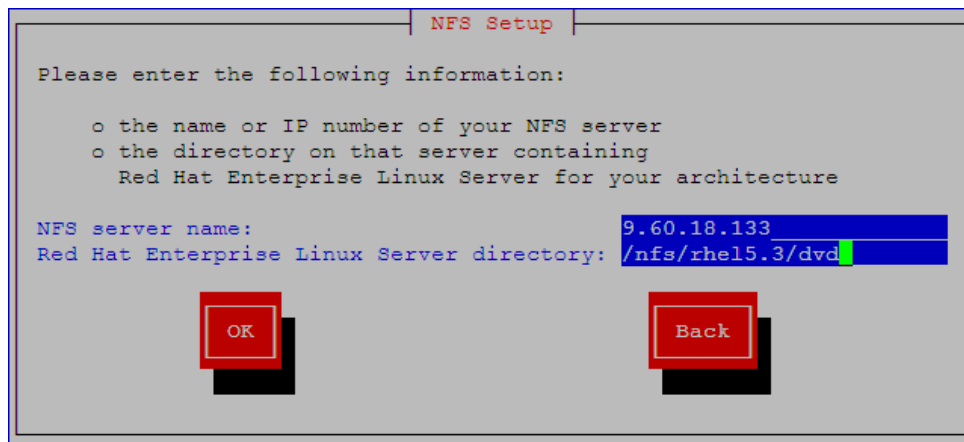 NFS Setup
Please enter the following information:
o the name or IP number of your NFS server
o the directory on that server containing
Red Hat Enterprise Linux Server for your architecture
NFS server name: 9.60.18.133
Red Hat Enterprise Linux Server directory: /nfs/rhel5.3/dvd
OK Back